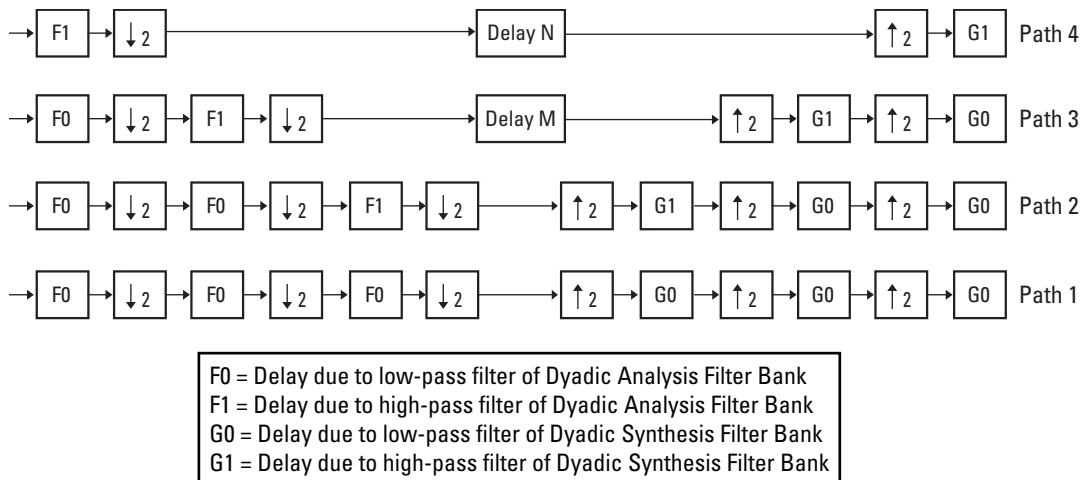 F1 ↓2 Delay N ↑2 G1 Path 4
F0 ↓2 F1 ↓2 Delay M ↑2 G1 ↑2 G0 Path 3
F0 ↓2 F0 ↓2 F1 ↓2 ↑2 G1 ↑2 G0 ↑2 G0 Path 2
F0 ↓2 F0 ↓2 F0 ↓2 ↑2 G0 ↑2 G0 ↑2 G0 Path 1
F0 = Delay due to low-pass filter of Dyadic Analysis Filter Bank
F1 = Delay due to high-pass filter of Dyadic Analysis Filter Bank
G0 = Delay due to low-pass filter of Dyadic Synthesis Filter Bank
G1 = Delay due to high-pass filter of Dyadic Synthesis Filter Bank